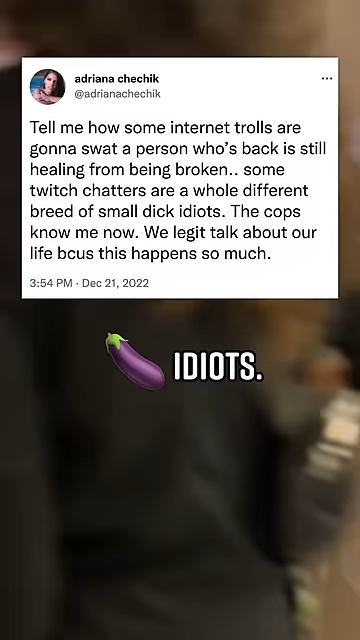 adriana chechik
@adrianachechik
Tell me how some internet trolls are
gonna swat a person who's back is still
healing from being broken.. some
twitch chatters are a whole different
breed of small dick idiots. The cops
know me now. We legit talk about our
life bcus this happens so much.
3:54 PM · Dec 21, 2022
🍆 IDIOTS.